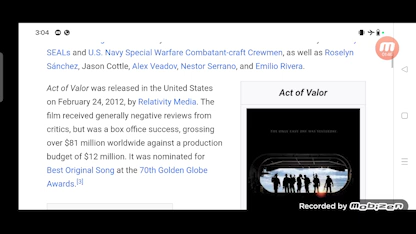 3:04
SEALs and U.S. Navy Special Warfare Combatant-craft Crewmen, as well as Roselyn
Sánchez, Jason Cottle, Alex Veadov, Nestor Serrano, and Emilio Rivera.
Act of Valor was released in the United States
on February 24, 2012, by Relativity Media. The
film received generally negative reviews from
critics, but was a box office success, grossing
over $81 million worldwide against a production
budget of $12 million. It was nominated for
Best Original Song at the 70th Golden Globe
Awards.[3]
Act of Valor
Recorded by Mobizen